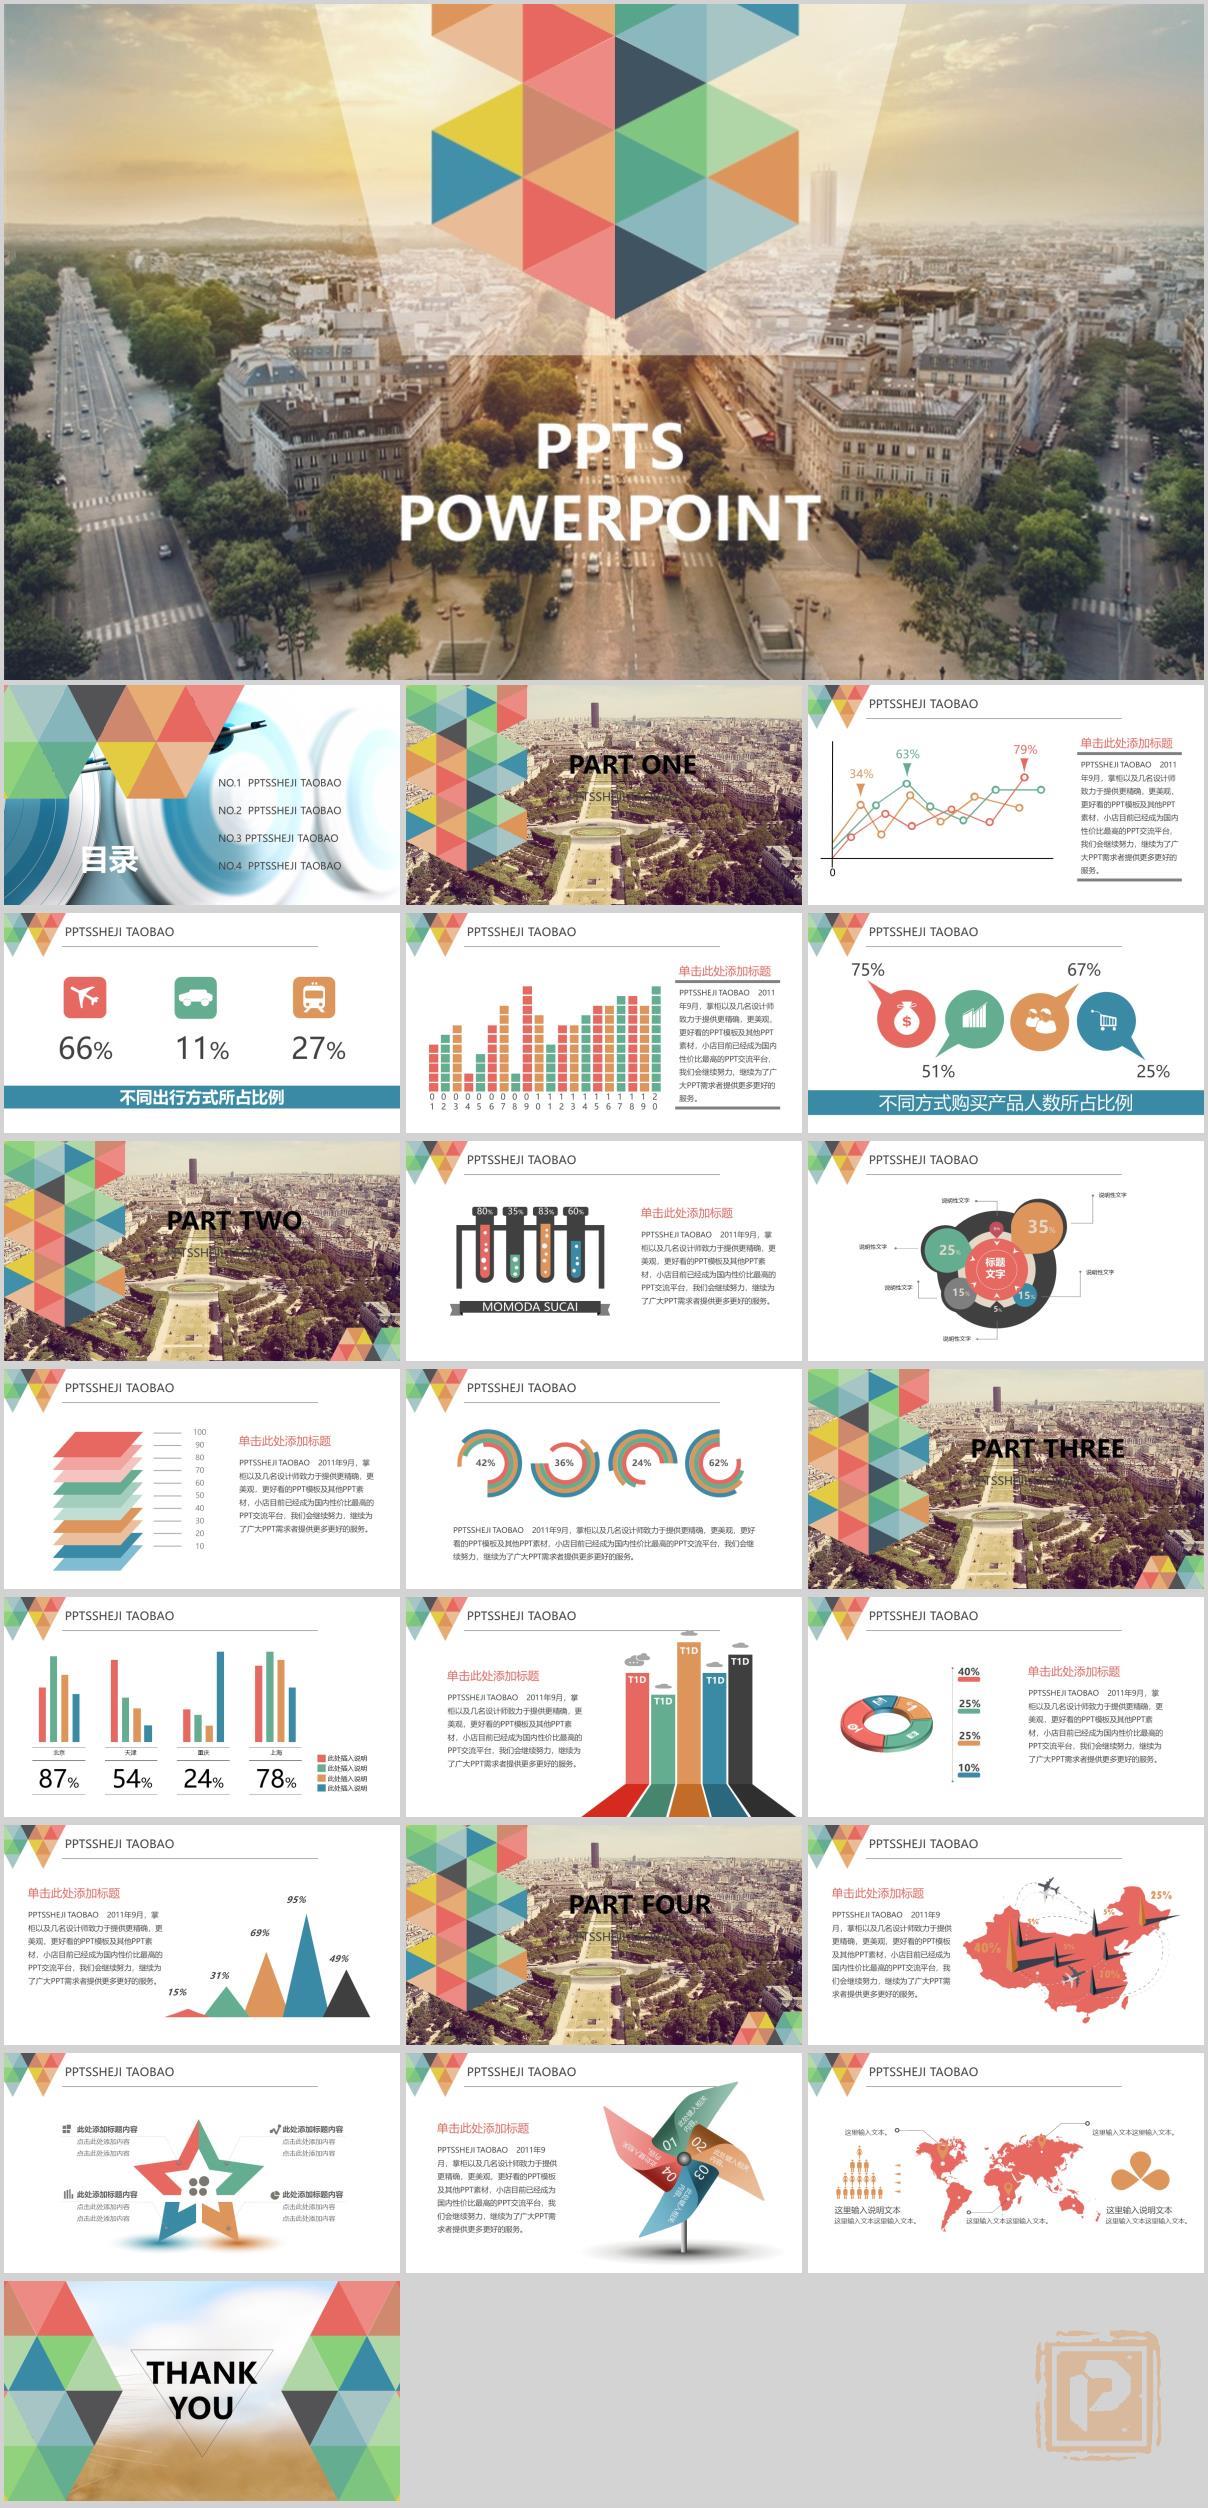 PPTS
POWERPOINT
目录
NO.1 PPTSSHEJI TAOBAO
NO.2 PPTSSHEJI TAOBAO
NO.3 PPTSSHEJI TAOBAO
NO.4 PPTSSHEJI TAOBAO
PART ONE
PPTSSHEJI TAOBAO
34%
63%
79%
0
单击此处添加标题
PPTSSHEJI TAOBAO 2011
年9月，掌柜以及几名设计师
致力于提供更精确，更美观，
更好看的PPT模板及其他PPT
素材，小店目前已经成为国内
性价比最高的PPT交流平台，
我们会继续努力，继续为了广
大PPT需求者提供更多更好的
服务。
PPTSSHEJI TAOBAO
66%
11%
27%
不同出行方式所占比例
PPTSSHEJI TAOBAO
01 02 03 04 05 06 07 08 09 10 11 12 13 14 15 16 17 18 19 20
单击此处添加标题
PPTSSHEJI TAOBAO 2011
年9月，掌柜以及几名设计师
致力于提供更精确，更美观，
更好看的PPT模板及其他PPT
素材，小店目前已经成为国内
性价比最高的PPT交流平台，
我们会继续努力，继续为了广
大PPT需求者提供更多更好的
服务。
PPTSSHEJI TAOBAO
75%
67%
51%
25%
不同方式购买产品人数所占比例
PART TWO
PPTSSHEJI TAOBAO
80%
35%
83%
60%
MOMODA SUCAI
单击此处添加标题
PPTSSHEJI TAOBAO 2011年9月，掌
柜以及几名设计师致力于提供更精确，更
美观，更好看的PPT模板及其他PPT素
材，小店目前已经成为国内性价比最高的
PPT交流平台，我们会继续努力，继续为
了广大PPT需求者提供更多更好的服务。
PPTSSHEJI TAOBAO
说明性文字
说明性文字
说明性文字
说明性文字
说明性文字
说明性文字
35%
25%
15%
15%
5%
标题
文字
PPTSSHEJI TAOBAO
100
90
80
70
60
50
40
30
20
10
单击此处添加标题
PPTSSHEJI TAOBAO 2011年9月，掌
柜以及几名设计师致力于提供更精确，更
美观，更好看的PPT模板及其他PPT素
材，小店目前已经成为国内性价比最高的
PPT交流平台，我们会继续努力，继续为
了广大PPT需求者提供更多更好的服务。
PPTSSHEJI TAOBAO
42%
36%
24%
62%
PPTSSHEJI TAOBAO 2011年9月，掌柜以及几名设计师致力于提供更精确，更美观，更好
看的PPT模板及其他PPT素材，小店目前已经成为国内性价比最高的PPT交流平台，我们会继
续努力，继续为了广大PPT需求者提供更多更好的服务。
PART THREE
PPTSSHEJI TAOBAO
北京
天津
重庆
上海
87%
54%
24%
78%
此处插入说明
此处插入说明
此处插入说明
此处插入说明
PPTSSHEJI TAOBAO
单击此处添加标题
PPTSSHEJI TAOBAO 2011年9月，掌
柜以及几名设计师致力于提供更精确，更
美观，更好看的PPT模板及其他PPT素
材，小店目前已经成为国内性价比最高的
PPT交流平台，我们会继续努力，继续为
了广大PPT需求者提供更多更好的服务。
T1D
T1D
T1D
T1D
T1D
PPTSSHEJI TAOBAO
40%
25%
25%
10%
单击此处添加标题
PPTSSHEJI TAOBAO 2011年9月，掌
柜以及几名设计师致力于提供更精确，更
美观，更好看的PPT模板及其他PPT素
材，小店目前已经成为国内性价比最高的
PPT交流平台，我们会继续努力，继续为
了广大PPT需求者提供更多更好的服务。
PPTSSHEJI TAOBAO
单击此处添加标题
PPTSSHEJI TAOBAO 2011年9月，掌
柜以及几名设计师致力于提供更精确，更
美观，更好看的PPT模板及其他PPT素
材，小店目前已经成为国内性价比最高的
PPT交流平台，我们会继续努力，继续为
了广大PPT需求者提供更多更好的服务。
15%
31%
69%
95%
49%
PART FOUR
PPTSSHEJI TAOBAO
单击此处添加标题
PPTSSHEJI TAOBAO 2011年9
月，掌柜以及几名设计师致力于提供
更精确，更美观，更好看的PPT模板
及其他PPT素材，小店目前已经成为
国内性价比最高的PPT交流平台，我
们会继续努力，继续为了广大PPT需
求者提供更多更好的服务。
25%
40%
10%
PPTSSHEJI TAOBAO
此处添加标题内容
点击此处添加内容
点击此处添加内容
此处添加标题内容
点击此处添加内容
点击此处添加内容
此处添加标题内容
点击此处添加内容
点击此处添加内容
此处添加标题内容
点击此处添加内容
点击此处添加内容
PPTSSHEJI TAOBAO
单击此处添加标题
PPTSSHEJI TAOBAO 2011年9
月，掌柜以及几名设计师致力于提供
更精确，更美观，更好看的PPT模板
及其他PPT素材，小店目前已经成为
国内性价比最高的PPT交流平台，我
们会继续努力，继续为了广大PPT需
求者提供更多更好的服务。
01
02
03
04
PPTSSHEJI TAOBAO
这里输入文本。
这里输入文本这里输入文本。
这里输入说明文本
这里输入文本这里输入文本。
这里输入文本这里输入文本。
这里输入说明文本
这里输入文本这里输入文本。
THANK
YOU